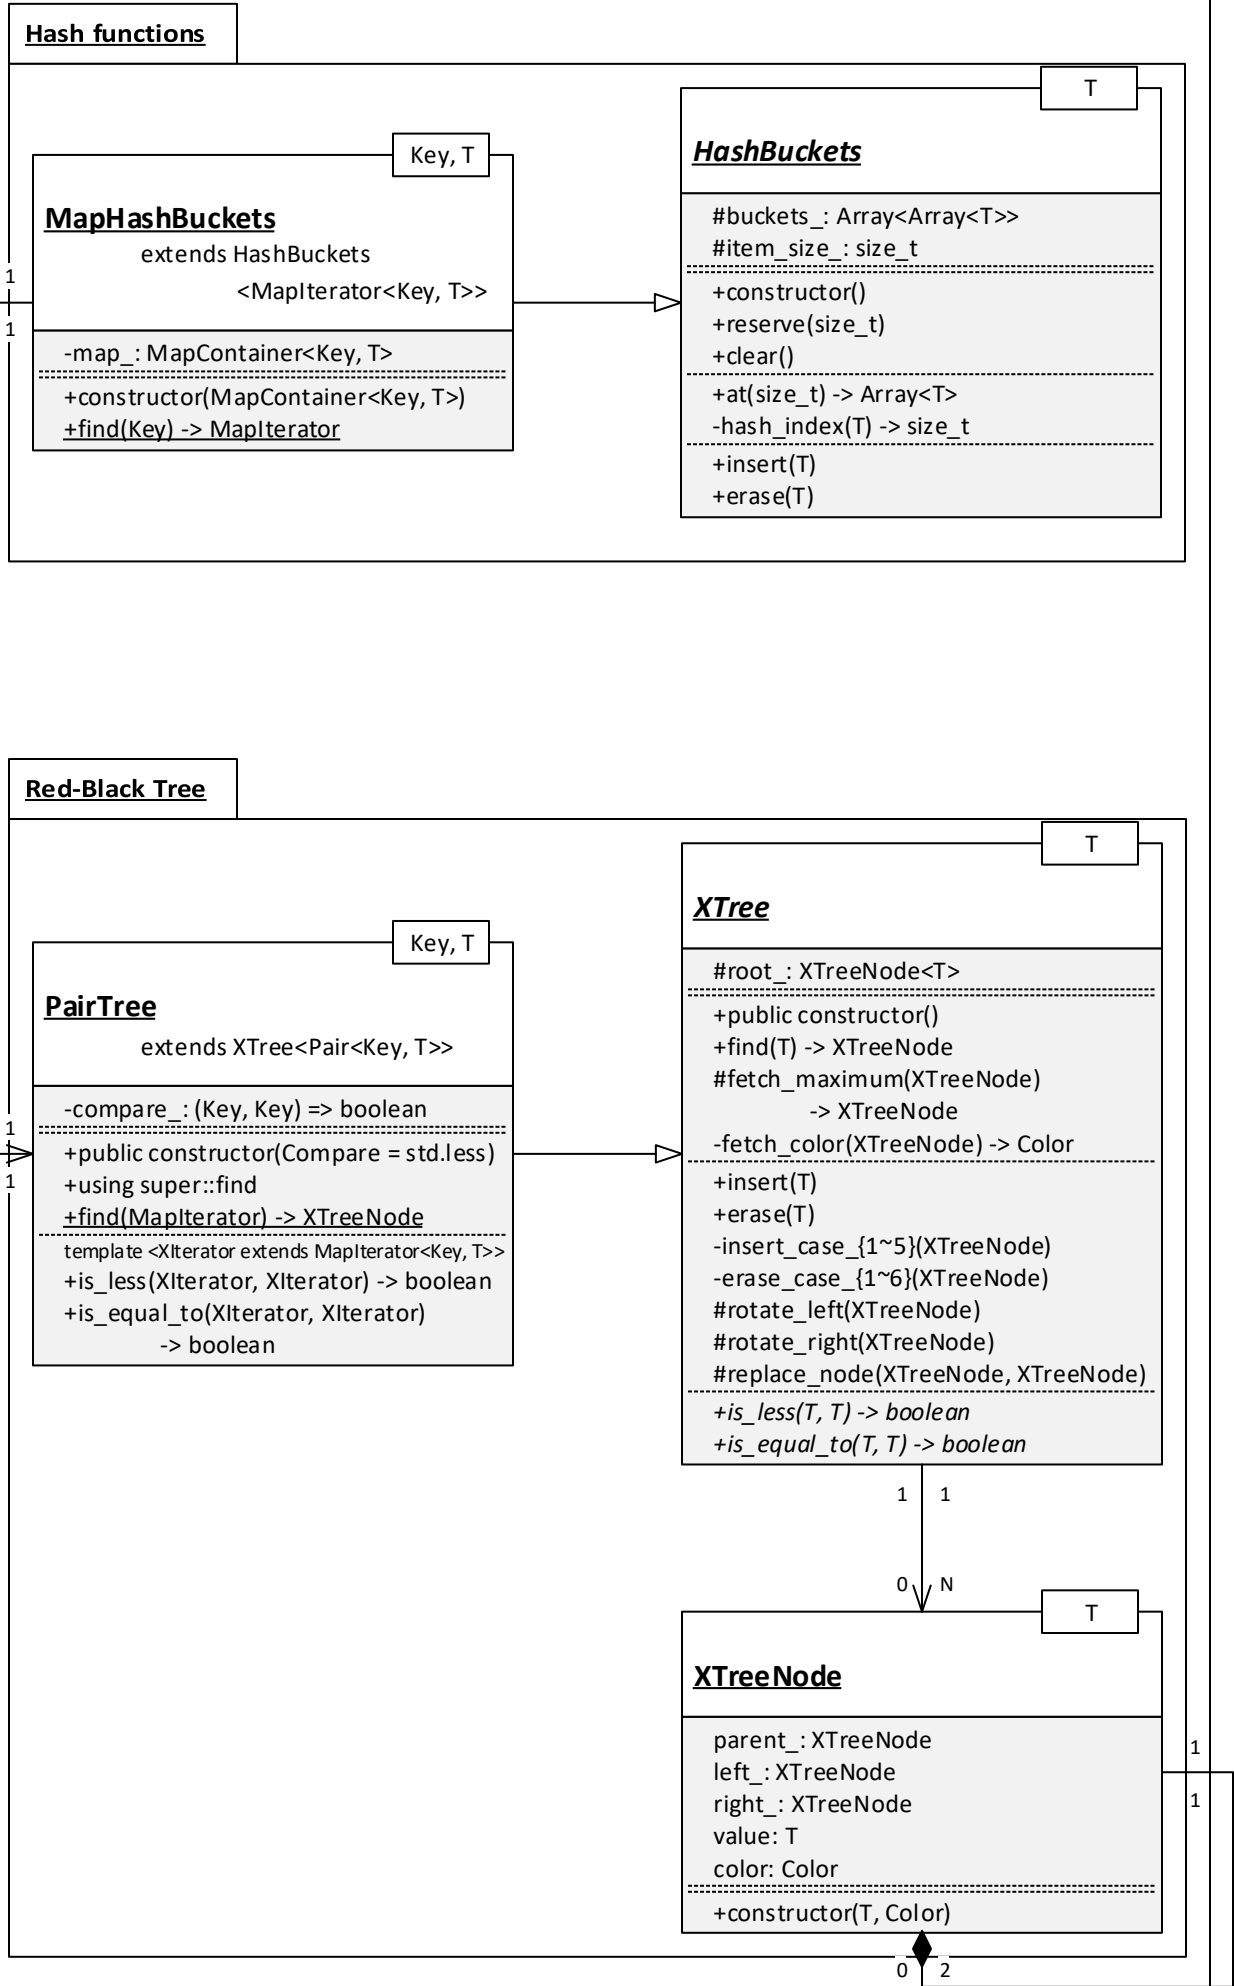 Hash functions
Key, T
MapHashBuckets
extends HashBuckets
<MapIterator<Key, T>>
-map_: MapContainer<Key, T>
+constructor(MapContainer<Key, T>)
+find(Key) -> MapIterator
1
1
T
HashBuckets
#buckets_: Array<Array<T>>
#item_size_: size_t
+constructor()
+reserve(size_t)
+clear()
+at(size_t) -> Array<T>
-hash_index(T) -> size_t
+insert(T)
+erase(T)
Red-Black Tree
Key, T
PairTree
extends XTree<Pair<Key, T>>
-compare_: (Key, Key) => boolean
+public constructor(Compare = std.less)
+using super::find
+find(MapIterator) -> XTreeNode
template <XIterator extends MapIterator<Key, T>>
+is_less(XIterator, XIterator) -> boolean
+is_equal_to(XIterator, XIterator)
-> boolean
1
1
T
XTree
#root_: XTreeNode<T>
+public constructor()
+find(T) -> XTreeNode
#fetch_maximum(XTreeNode)
-> XTreeNode
-fetch_color(XTreeNode) -> Color
+insert(T)
+erase(T)
-insert_case_{1~5}(XTreeNode)
-erase_case_{1~6}(XTreeNode)
#rotate_left(XTreeNode)
#rotate_right(XTreeNode)
#replace_node(XTreeNode, XTreeNode)
+is_less(T, T) -> boolean
+is_equal_to(T, T) -> boolean
1 1
0 N
T
XTreeNode
parent_: XTreeNode
left_: XTreeNode
right_: XTreeNode
value: T
color: Color
+constructor(T, Color)
1
1
0 2